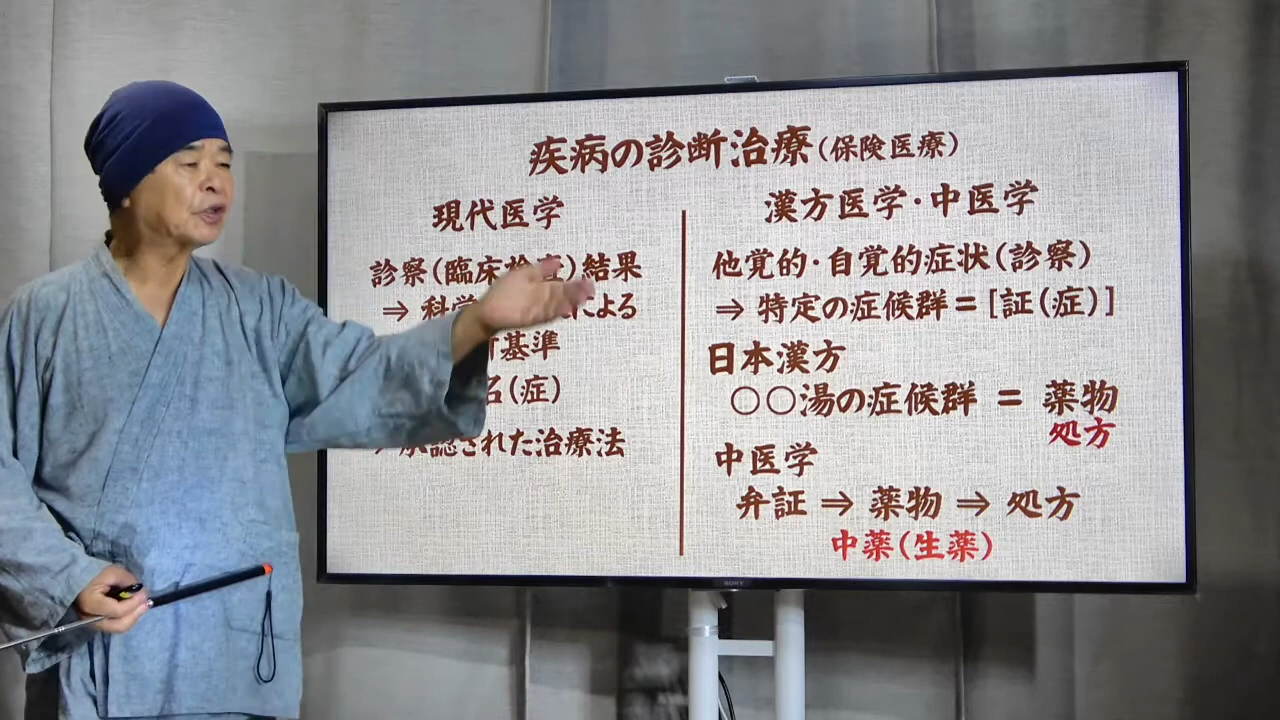 疾病の診断治療(保険医療)
現代医学
診察(臨床検査)結果
⇒ 科学 による
基準
(症)
承認された治療法
漢方医学・中医学
他覚的・自覚的症状(診察)
⇒ 特定の症候群=[証(症)]
日本漢方
○○湯の症候群 = 薬物
処方
中医学
弁証 ⇒ 薬物 ⇒ 処方
中薬(生薬)
SONY